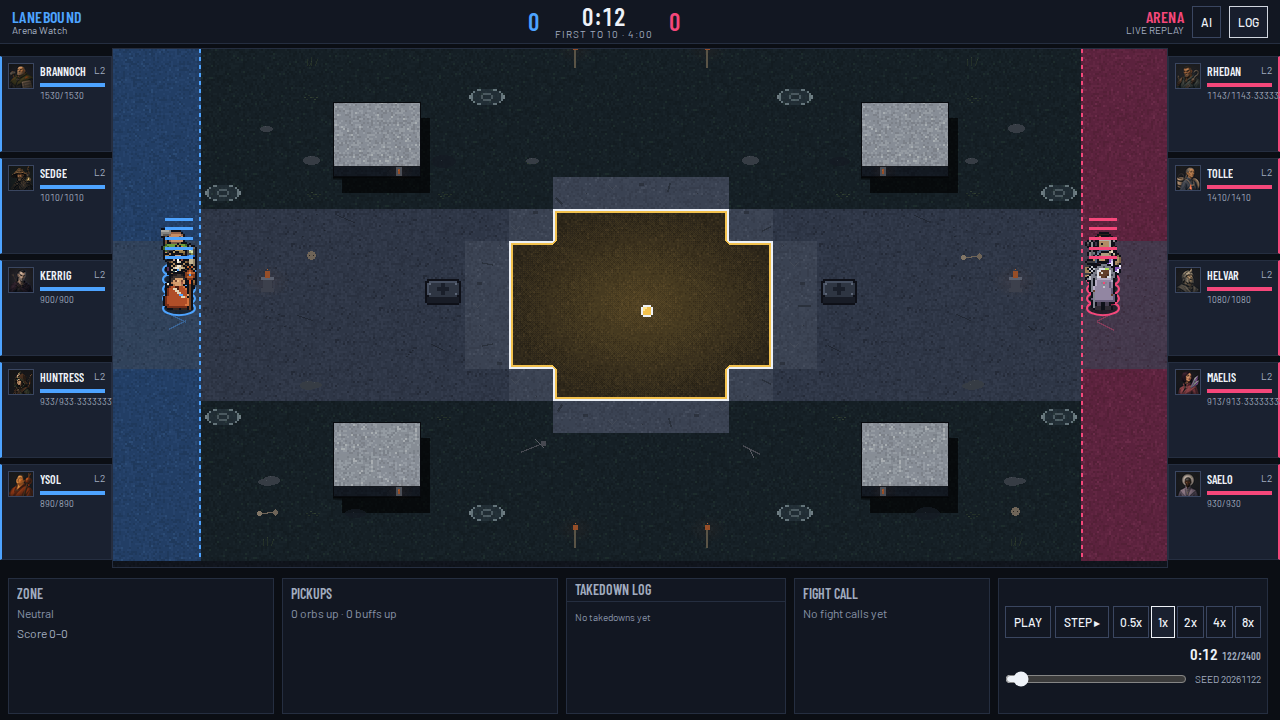 LANEBOUND
Arena Watch
0
0:12
FIRST TO 10 · 4:00
0
ARENA
LIVE REPLAY
AI
LOG
BRANNOCH L2
1530/1530
SEDGE L2
1010/1010
KERRIG L2
900/900
HUNTRESS L2
933/933.3333333
YSOL L2
890/890
RHEDAN L2
1143/1143.33333
TOLLE L2
1410/1410
HELVAR L2
1080/1080
MAELIS L2
913/913.3333333
SAELO L2
930/930
ZONE
Neutral
Score 0–0
PICKUPS
0 orbs up · 0 buffs up
TAKEDOWN LOG
No takedowns yet
FIGHT CALL
No fight calls yet
PLAY
STEP ▸
0.5x
1x
2x
4x
8x
0:12 122/2400
SEED 20261122